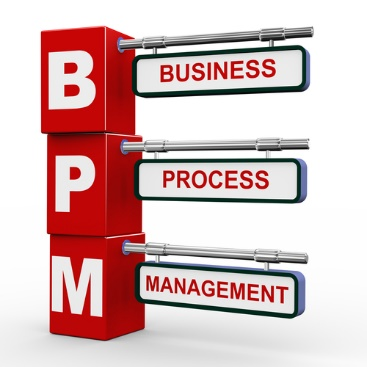 B BUSINESS
P PROCESS
M MANAGEMENT